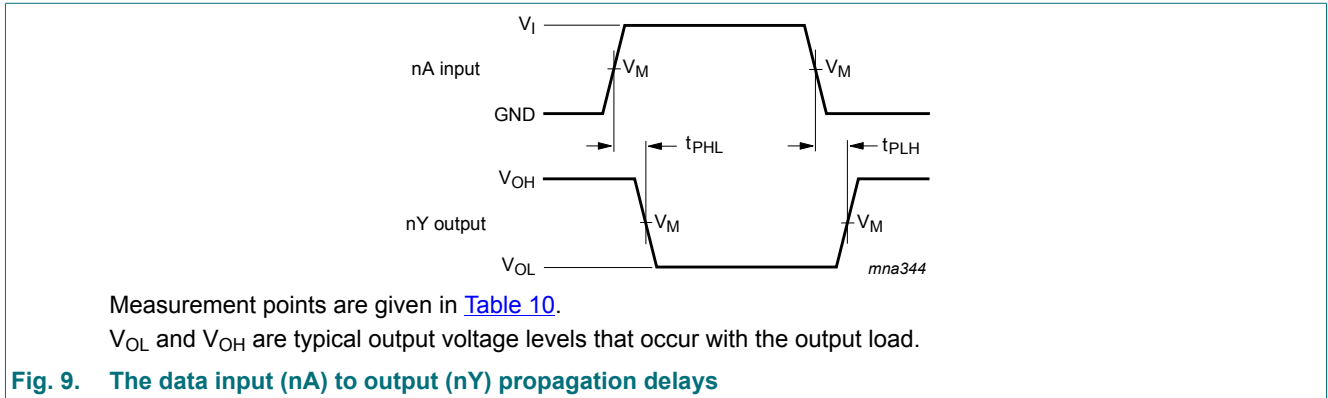 V_I
nA input
V_M
V_M
GND
t_PHL
t_PLH
V_OH
nY output
V_M
V_M
V_OL
mna344
Measurement points are given in Table 10.
V_OL and V_OH are typical output voltage levels that occur with the output load.
Fig. 9. The data input (nA) to output (nY) propagation delays